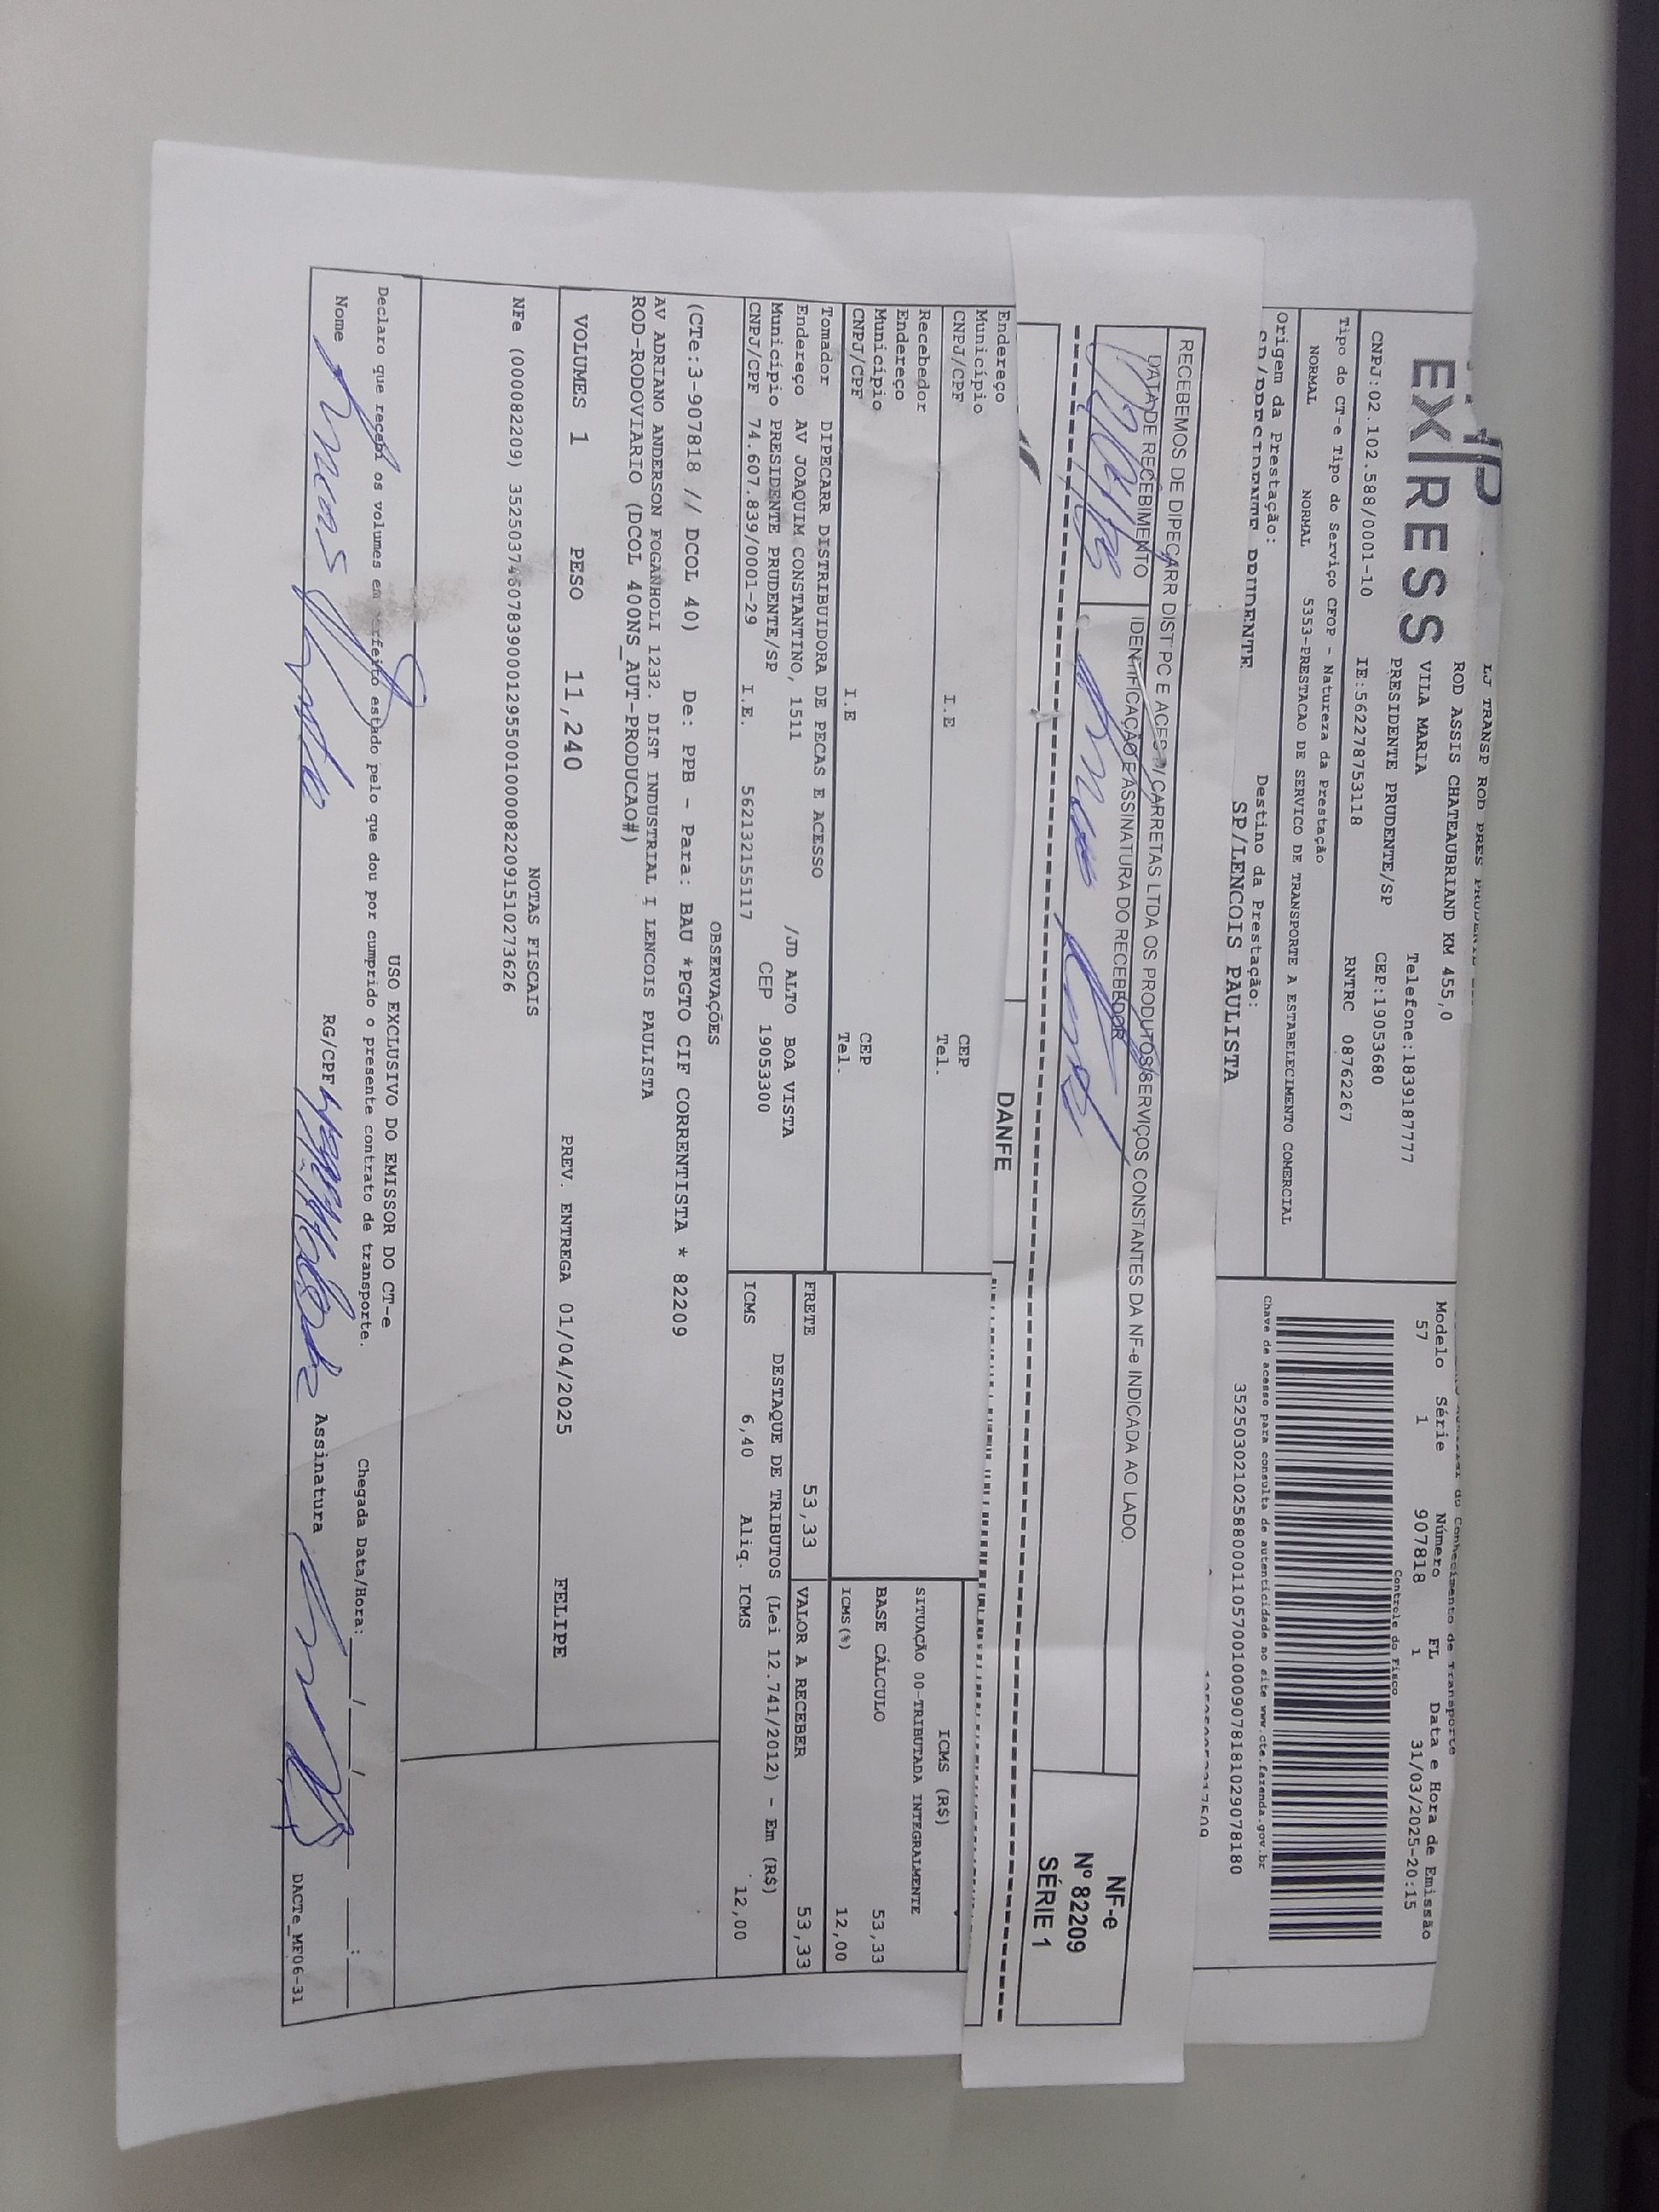 EXPRESS
LJ TRANSP ROD PRES
ROD ASSIS CHATEAUBRIAND KM 455,0
VILA MARIA Telefone:1839187777
PRESIDENTE PRUDENTE/SP CEP:19053680
CNPJ:02.102.588/0001-10 IE:562278753118 RNTRC 08762267
Tipo do CT-e Tipo do Serviço CFOP - Natureza da Prestação
NORMAL NORMAL 5353-PRESTACAO DE SERVICO DE TRANSPORTE A ESTABELECIMENTO COMERCIAL
Origem da Prestação: Destino da Prestação:
SP/PRESIDENTE PRUDENTE SP/LENCOIS PAULISTA
do Conhecimento de Transporte
Modelo Série Número FL Data e Hora de Emissão
57 1 907818 1 31/03/2025-20:15
Controle do Fisco
Chave de acesso para consulta de autenticidade no site www.cte.fazenda.gov.br
35250302102588000110570010009078181029078180
RECEBEMOS DE DIPECARR DIST PC E ACES P/ CARRETAS LTDA OS PRODUTOS/SERVIÇOS CONSTANTES DA NF-e INDICADA AO LADO.
DATA DE RECEBIMENTO IDENTIFICAÇÃO E ASSINATURA DO RECEBEDOR
NF-e
Nº 82209
SÉRIE 1
DANFE
Endereço
Município CEP
CNPJ/CPF I.E Tel.
Recebedor
Endereço
Município CEP
CNPJ/CPF I.E Tel.
ICMS (R$)
SITUAÇÃO 00-TRIBUTADA INTEGRALMENTE
BASE CÁLCULO 53,33
ICMS(%) 12,00
Tomador DIPECARR DISTRIBUIDORA DE PECAS E ACESSO
Endereço AV JOAQUIM CONSTANTINO, 1511 /JD ALTO BOA VISTA
Município PRESIDENTE PRUDENTE/SP CEP 19053300
CNPJ/CPF 74.607.839/0001-29 I.E. 562132155117
FRETE 53,33 VALOR A RECEBER 53,33
DESTAQUE DE TRIBUTOS (Lei 12.741/2012) - Em (R$)
ICMS 6,40 Aliq. ICMS 12,00
OBSERVAÇÕES
(CTe:3-907818 // DCOL 40) De: PPB - Para: BAU *PGTO CIF CORRENTISTA * 82209
AV ADRIANO ANDERSON FOGANHOLI 1232. DIST INDUSTRIAL I LENCOIS PAULISTA
ROD-RODOVIARIO (DCOL 400NS_AUT-PRODUCAO#)
VOLUMES 1 PESO 11,240 PREV. ENTREGA 01/04/2025 FELIPE
NOTAS FISCAIS
NFe (000082209) 35250374607839000129550010000822091510273626
USO EXCLUSIVO DO EMISSOR DO CT-e
Declaro que recebi os volumes em perfeito estado pelo que dou por cumprido o presente contrato de transporte. Chegada Data/Hora: ___/___/___ __:__
Nome RG/CPF Assinatura
DACTe_MF06-31